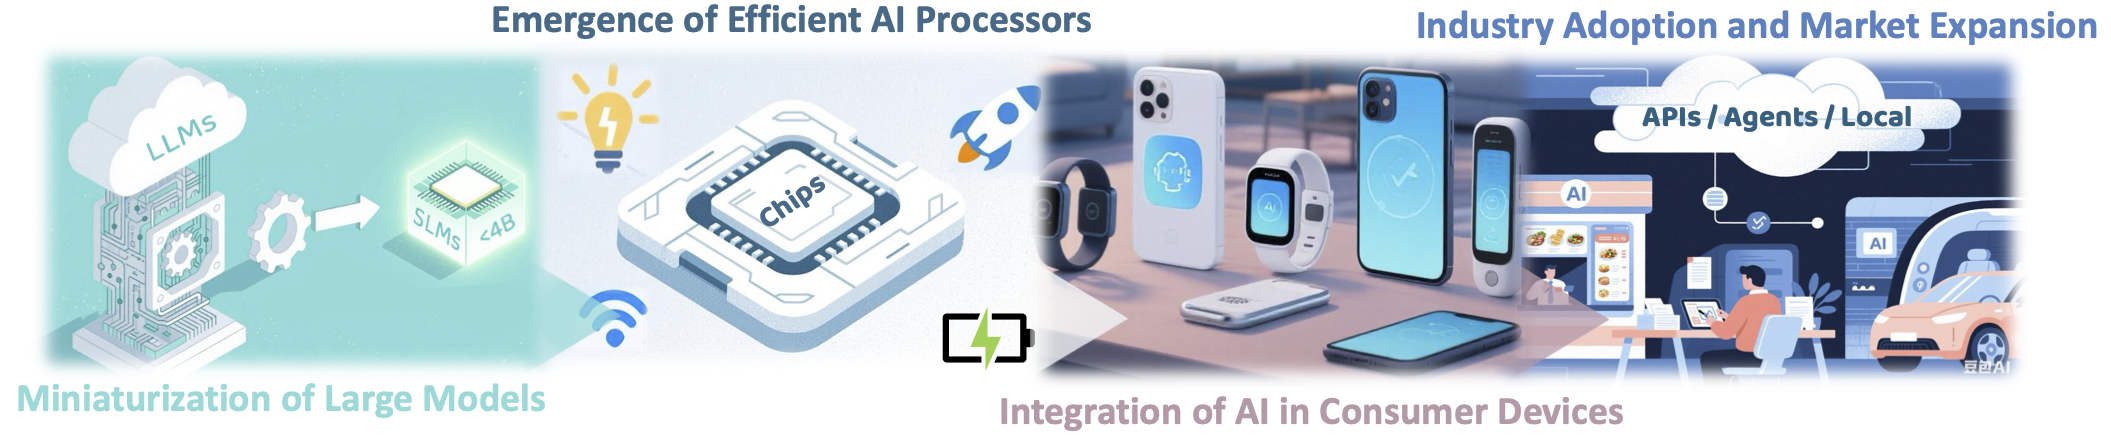 Emergence of Efficient AI Processors
Industry Adoption and Market Expansion
LLMs
SLMs
<4B
Chips
AI
APIs / Agents / Local
AI
AI
豆包AI
Miniaturization of Large Models
Integration of AI in Consumer Devices